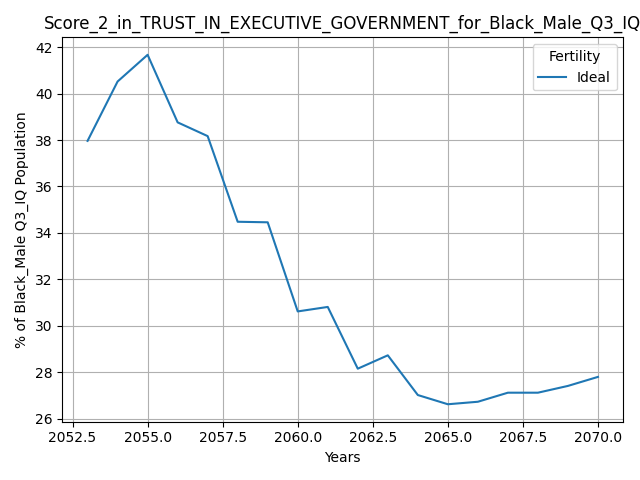 Score_2_in_TRUST_IN_EXECUTIVE_GOVERNMENT_for_Black_Male_Q3_IQ
Fertility
Ideal
% of Black_Male Q3_IQ Population
42
40
38
36
34
32
30
28
26
2052.5 2055.0 2057.5 2060.0 2062.5 2065.0 2067.5 2070.0
Years